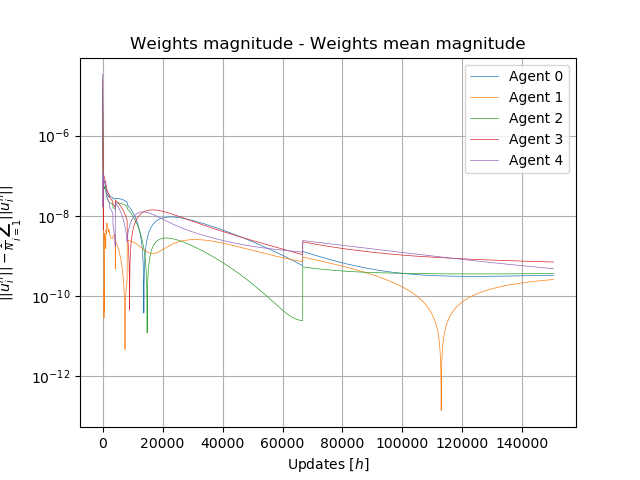 Weights magnitude - Weights mean magnitude
Agent 0
Agent 1
Agent 2
Agent 3
Agent 4
10⁻⁶
10⁻⁸
10⁻¹⁰
10⁻¹²
0 20000 40000 60000 80000 100000 120000 140000
Updates [h]